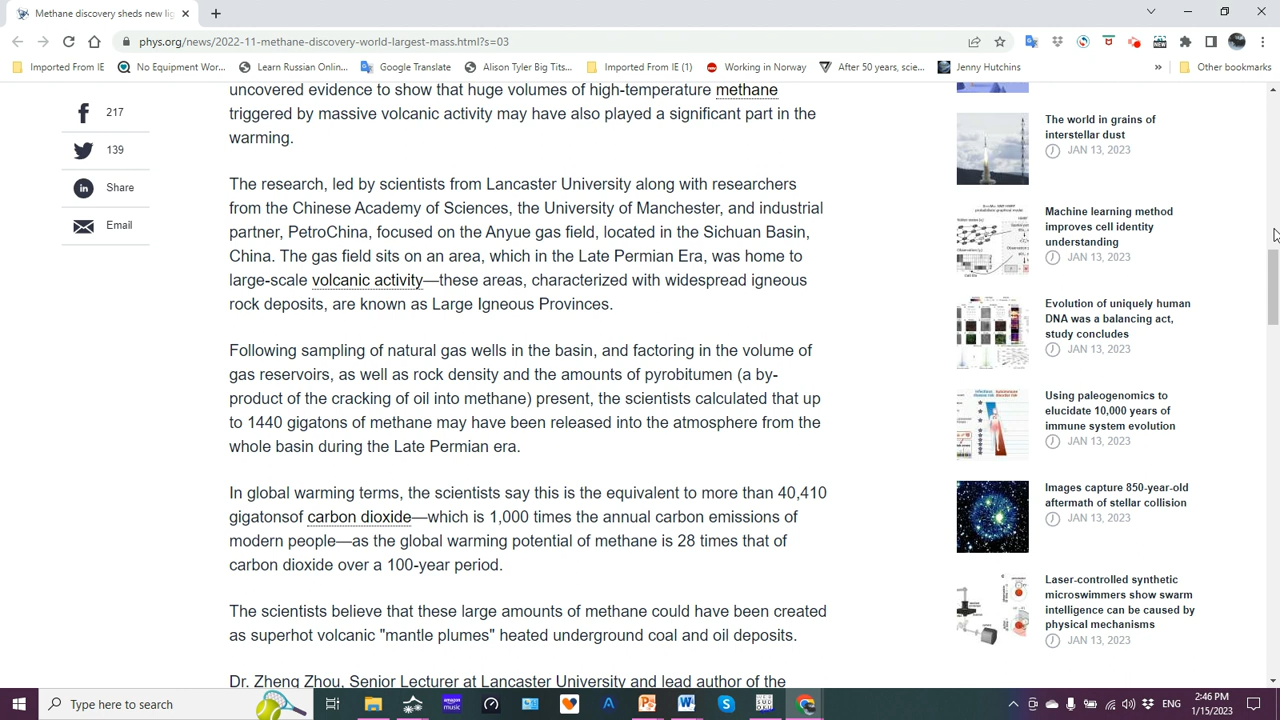 Methane discovery sheds new lig
phys.org/news/2022-11-methane-discovery-world-largest-mass.html?s=03
Imported From IE
No Equipment Wor...
Learn Russian Onlin...
Google Translate
Alison Tyler Big Tits...
Imported From IE (1)
Working in Norway
After 50 years, scie...
Jenny Hutchins
»
Other bookmarks
uncovered evidence to show that huge volumes of high-temperature methane
triggered by massive volcanic activity may have also played a significant part in the
warming.
The research, led by scientists from Lancaster University along with researchers
from the Chinese Academy of Sciences, the University of Manchester and industrial
partner, Petrochina, focused on the Anyue gas field, located in the Sichuan Basin,
China. This gas field is located in an area that, in the Late Permian Era, was home to
large volcanic activity—and so is characterized with widespread igneous
rock deposits, are known as Large Igneous Provinces.
Following sampling of natural gases in the area, and factoring in the volume of
gas reservoirs as well as rock density and the amounts of pyrobitumen (a by-
product of the release of ancient methane) present, the scientists calculated that up
to 1440 gigatons of methane may have been released into the atmosphere from the
whole basin during the Late Permian era.
In global warming terms, the scientists say this is the equivalent to more than 40,410
gigatonsof carbon dioxide—which is 1,000 times the annual carbon emissions of
modern people—as the global warming potential of methane is 28 times that of
carbon dioxide over a 100-year period.
The scientists believe that these large amounts of methane could have been created
as super-hot volcanic "mantle plumes" heated underground coal and oil deposits.
Dr. Zheng Zhou, Senior Lecturer at Lancaster University and lead author of the
217
139
Share
Email
The world in grains of
interstellar dust
JAN 13, 2023
Machine learning method
improves cell identity
understanding
JAN 13, 2023
Evolution of uniquely human
DNA was a balancing act,
study concludes
JAN 13, 2023
Using paleogenomics to
elucidate 10,000 years of
immune system evolution
JAN 13, 2023
Images capture 850-year-old
aftermath of stellar collision
JAN 13, 2023
Laser-controlled synthetic
microswimmers show swarm
intelligence can be caused by
physical mechanisms
JAN 13, 2023
Type here to search
ENG
2:46 PM
1/15/2023